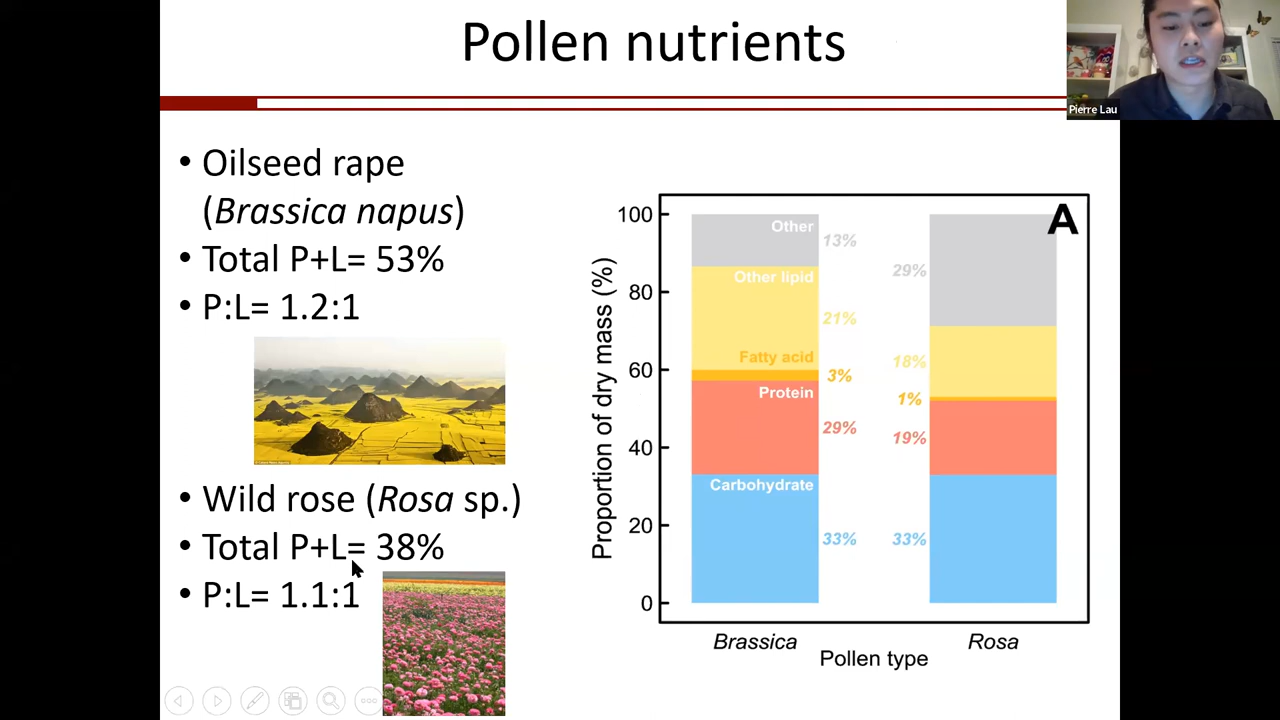 Pollen nutrients
Pierre Lau
• Oilseed rape
(Brassica napus)
• Total P+L= 53%
• P:L= 1.2:1
• Wild rose (Rosa sp.)
• Total P+L= 38%
• P:L= 1.1:1
A
Proportion of dry mass (%)
100
80
60
40
20
0
Other
13%
Other lipid
21%
Fatty acid
3%
Protein
29%
Carbohydrate
33%
29%
18%
1%
19%
33%
Brassica
Rosa
Pollen type